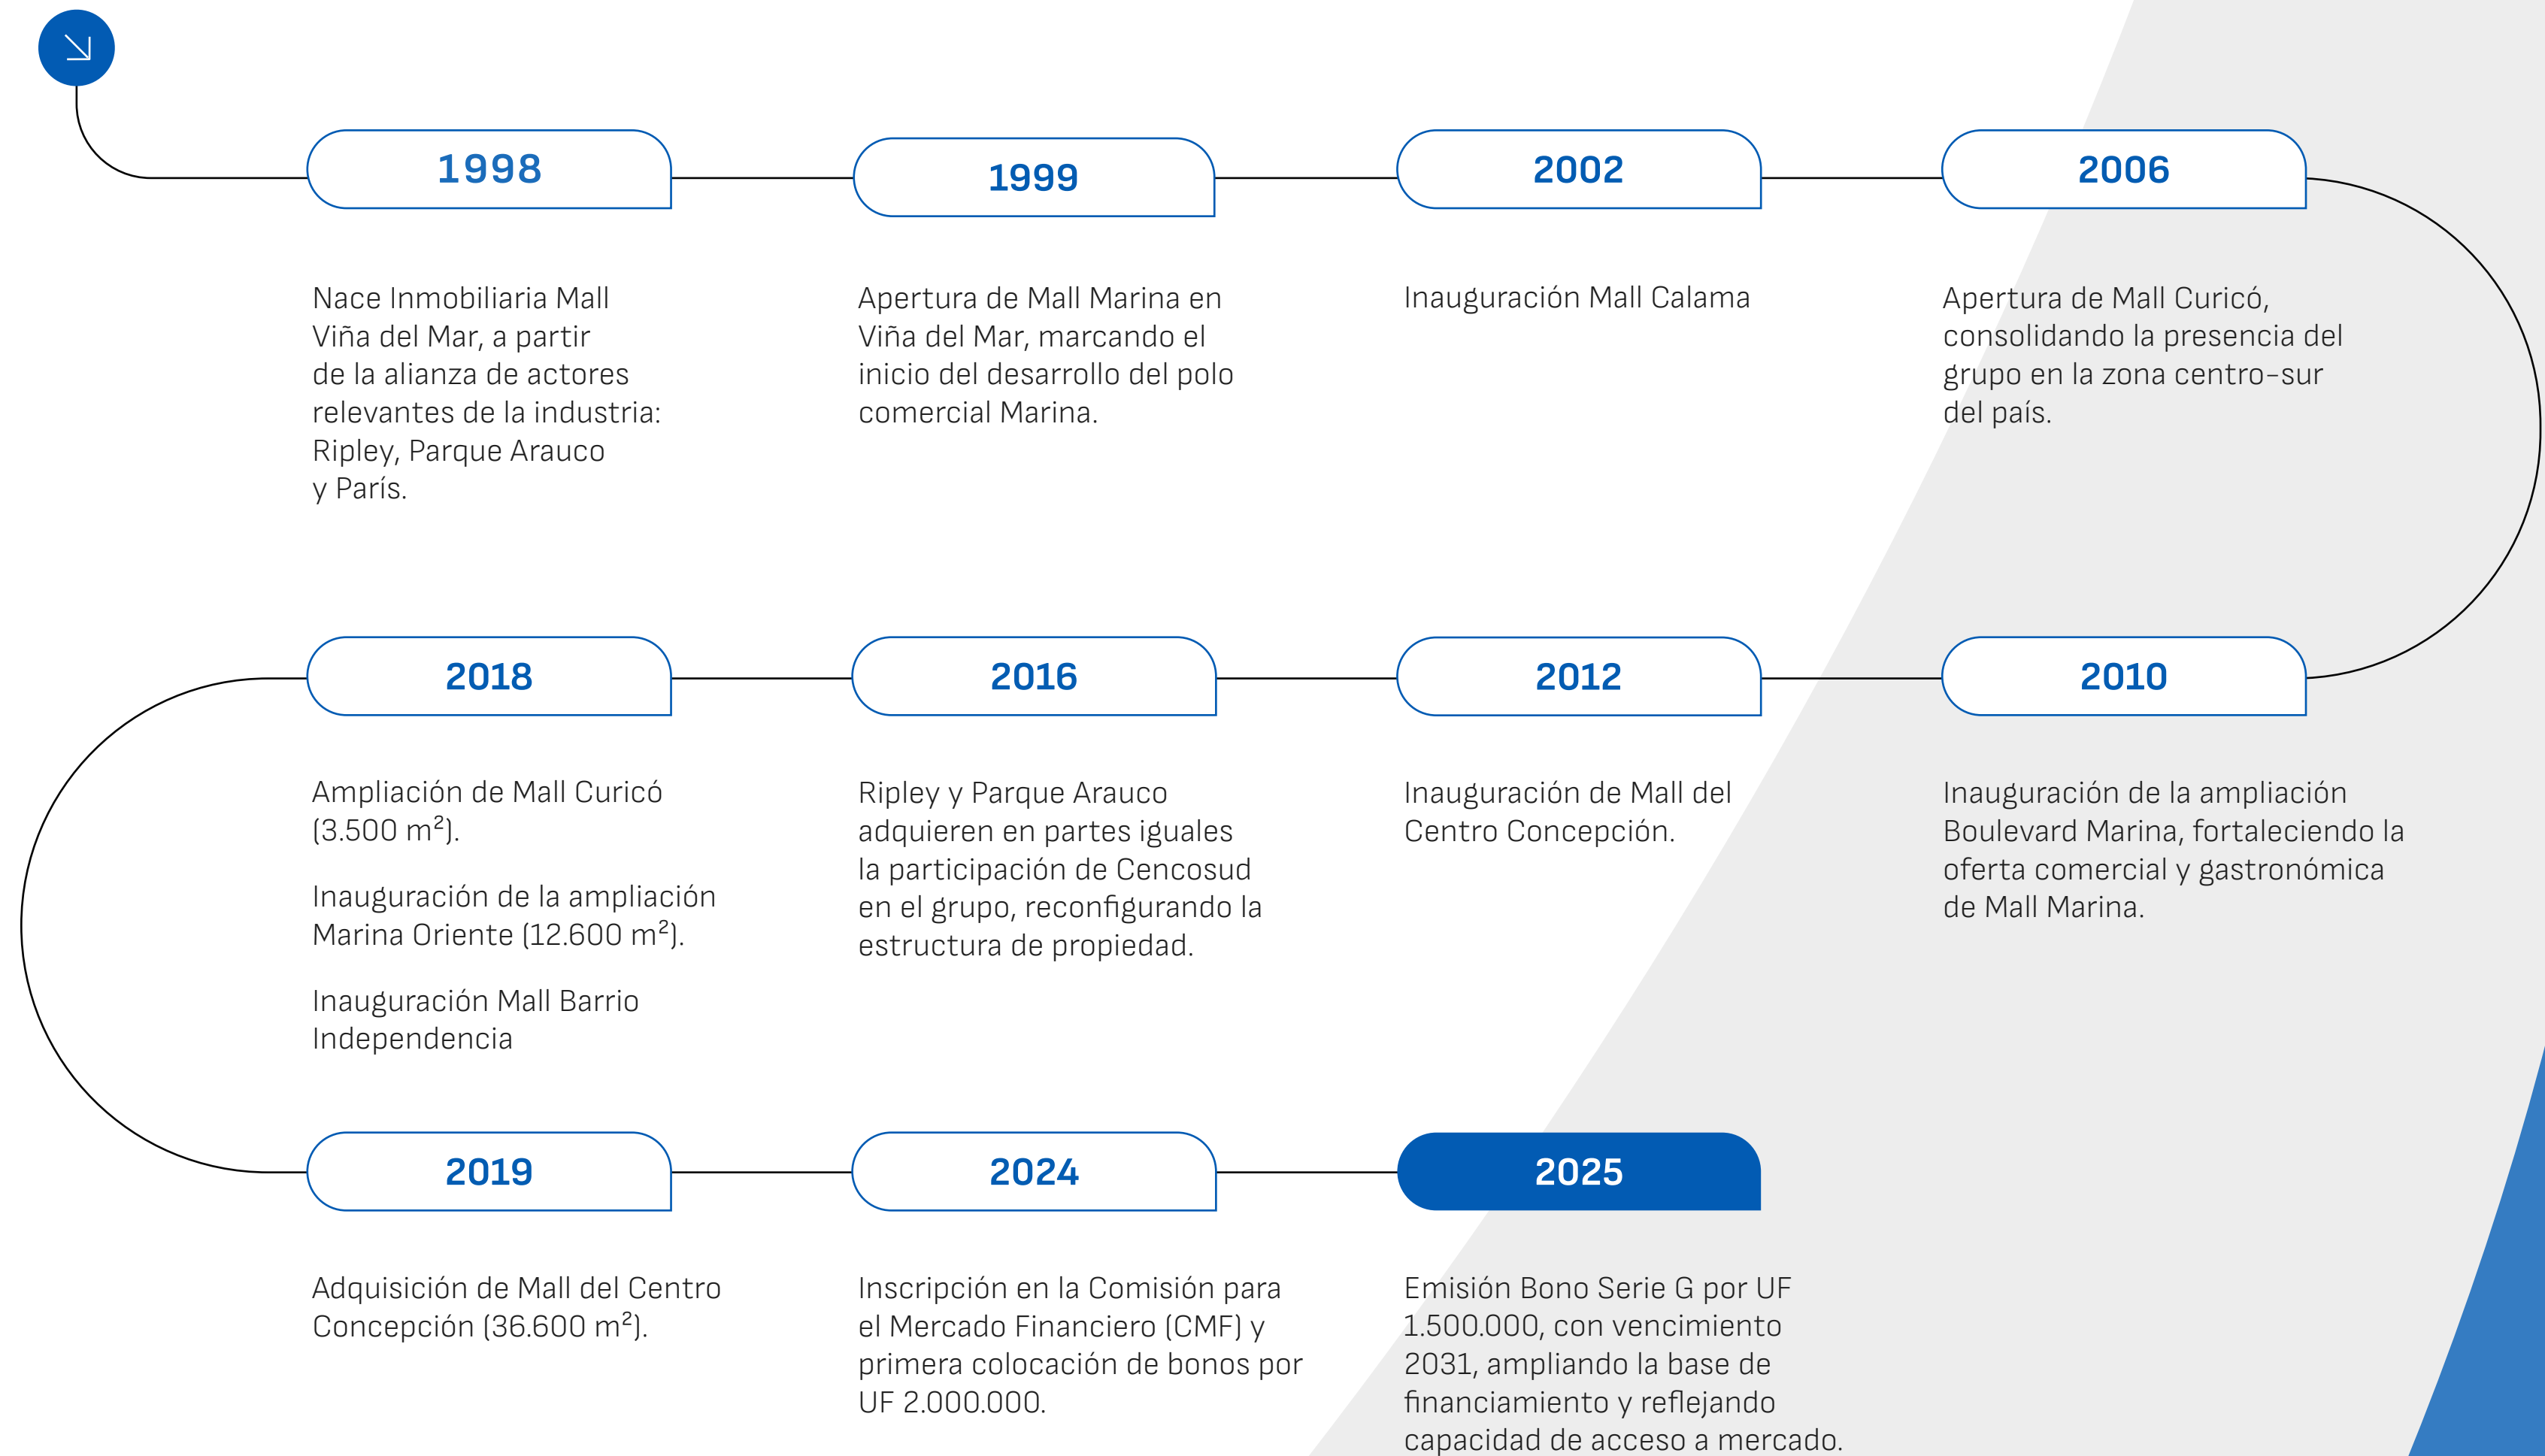 1998
Nace Inmobiliaria Mall
Viña del Mar, a partir
de la alianza de actores
relevantes de la industria:
Ripley, Parque Arauco
y París.
1999
Apertura de Mall Marina en
Viña del Mar, marcando el
inicio del desarrollo del polo
comercial Marina.
2002
Inauguración Mall Calama
2006
Apertura de Mall Curicó,
consolidando la presencia del
grupo en la zona centro-sur
del país.
2010
Inauguración de la ampliación
Boulevard Marina, fortaleciendo la
oferta comercial y gastronómica
de Mall Marina.
2012
Inauguración de Mall del
Centro Concepción.
2016
Ripley y Parque Arauco
adquieren en partes iguales
la participación de Cencosud
en el grupo, reconfigurando la
estructura de propiedad.
2018
Ampliación de Mall Curicó
(3.500 m²).
Inauguración de la ampliación
Marina Oriente (12.600 m²).
Inauguración Mall Barrio
Independencia
2019
Adquisición de Mall del Centro
Concepción (36.600 m²).
2024
Inscripción en la Comisión para
el Mercado Financiero (CMF) y
primera colocación de bonos por
UF 2.000.000.
2025
Emisión Bono Serie G por UF
1.500.000, con vencimiento
2031, ampliando la base de
financiamiento y reflejando
capacidad de acceso a mercado.